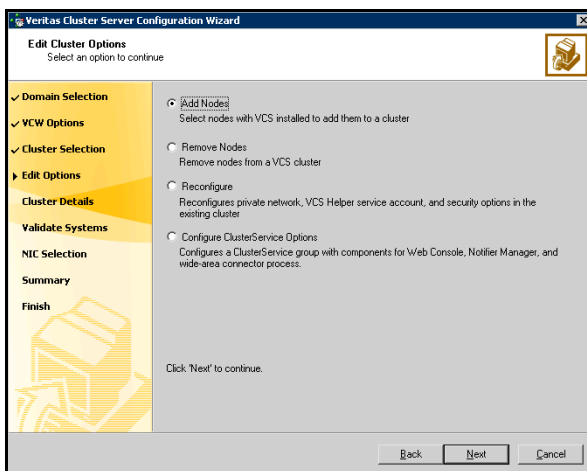 Veritas Cluster Server Configuration Wizard
Edit Cluster Options
Select an option to continue
Domain Selection
VCW Options
Cluster Selection
Edit Options
Cluster Details
Validate Systems
NIC Selection
Summary
Finish
Add Nodes
Select nodes with VCS installed to add them to a cluster
Remove Nodes
Remove nodes from a VCS cluster
Reconfigure
Reconfigures private network, VCS Helper service account, and security options in the
existing cluster
Configure ClusterService Options
Configures a ClusterService group with components for Web Console, Notifier Manager, and
wide-area connector process.
Click 'Next' to continue.
Back
Next
Cancel